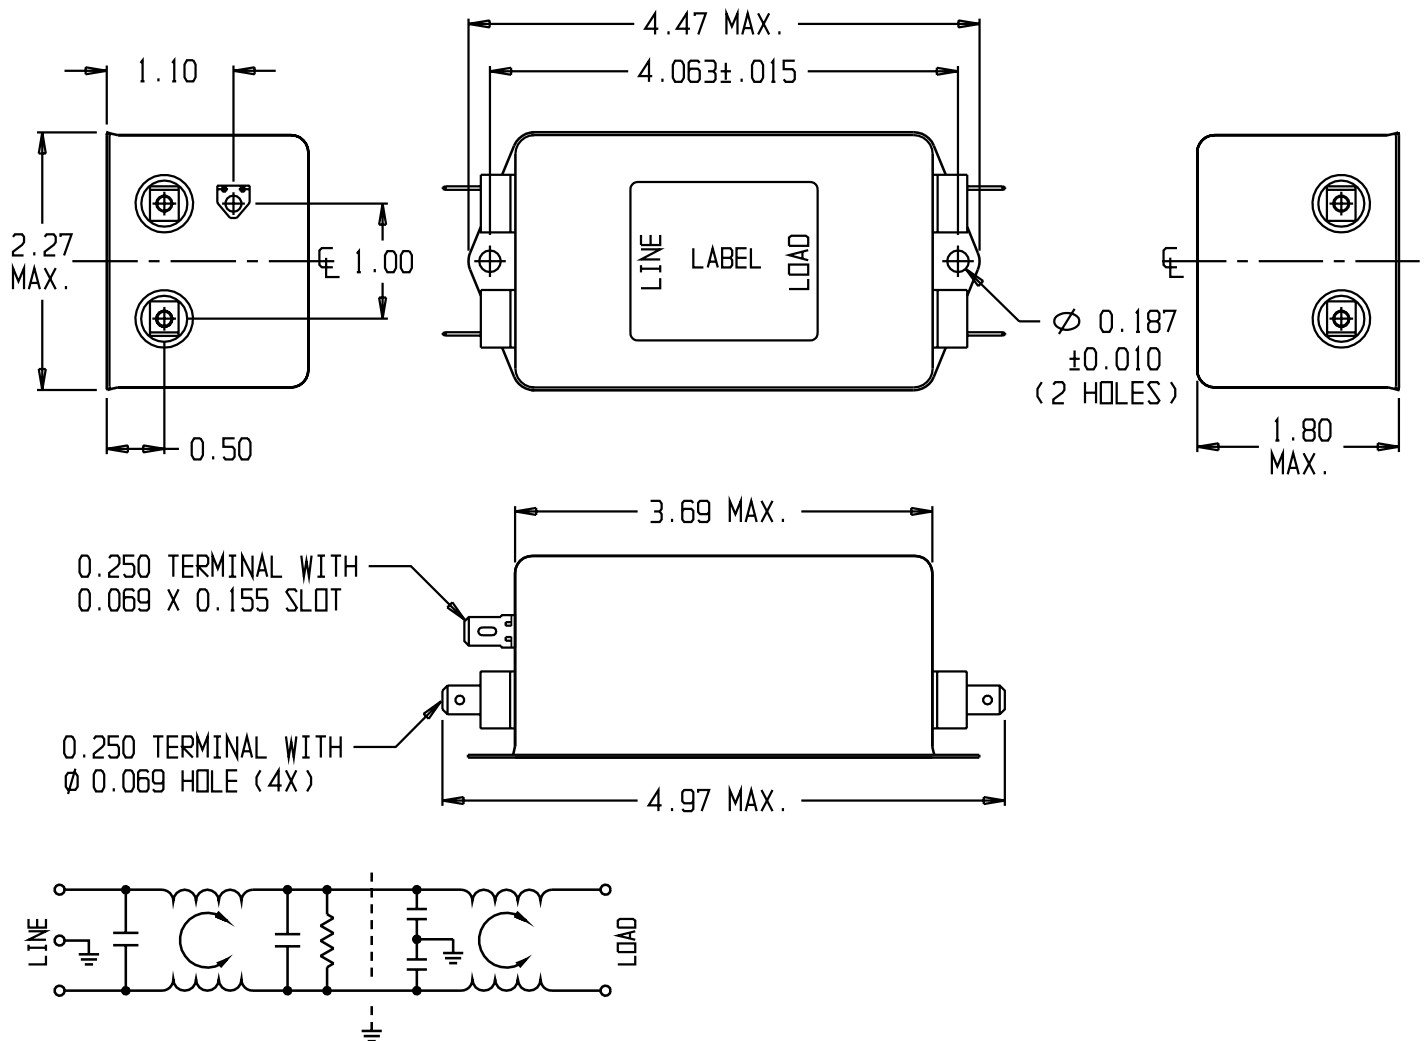 4.47 MAX.
1.10
4.063±.015
2.27
MAX.
℄
1.00
LINE
LABEL
LOAD
℄
Ø 0.187
±0.010
(2 HOLES)
0.50
1.80
MAX.
3.69 MAX.
0.250 TERMINAL WITH
0.069 X 0.155 SLOT
0.250 TERMINAL WITH
Ø 0.069 HOLE (4X)
4.97 MAX.
LINE
LOAD